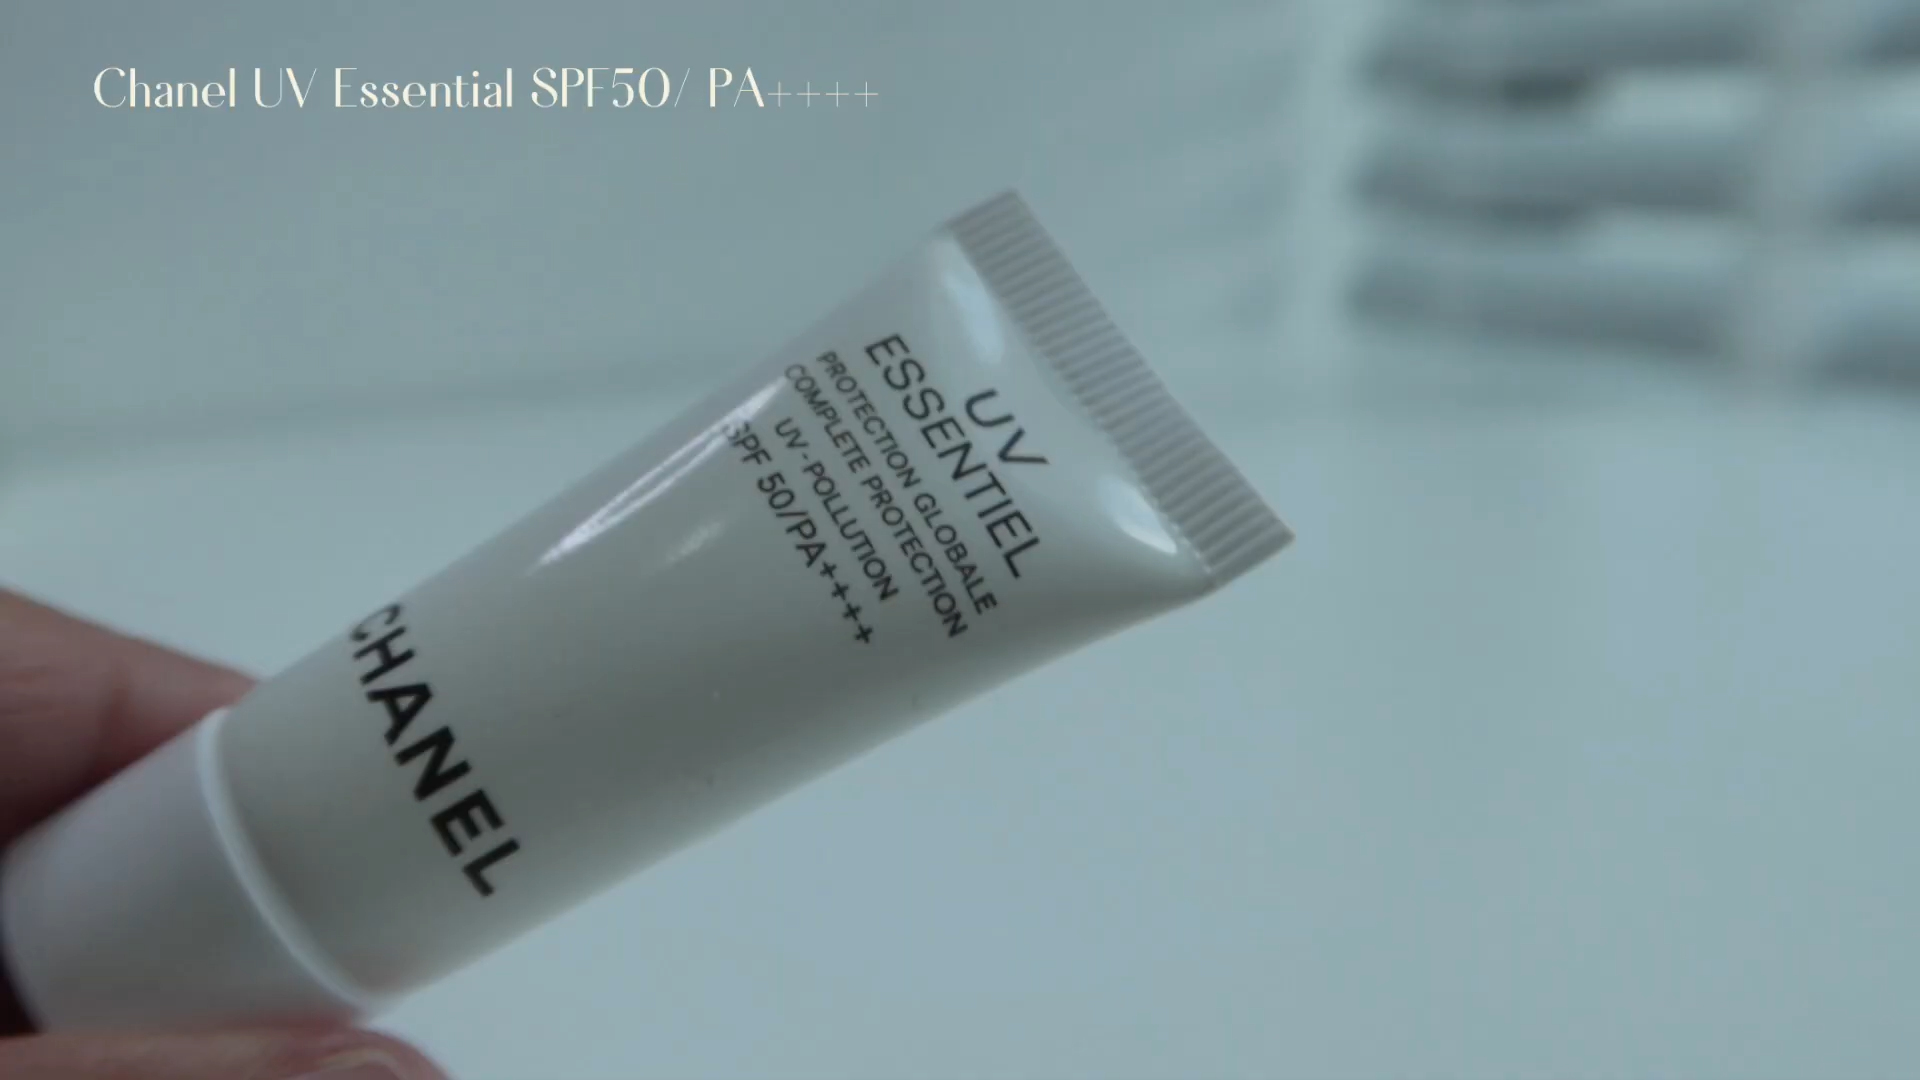 Chanel UV Essential SPF50/ PA++++
UV
ESSENTIEL
PROTECTION GLOBALE
COMPLETE PROTECTION
UV-POLLUTION
SPF 50/PA++++
CHANEL